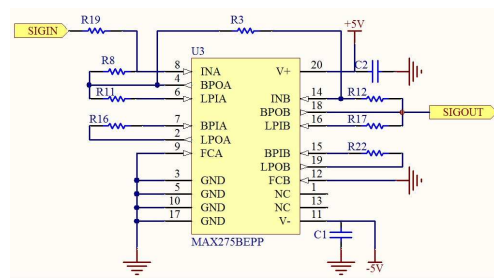 SIGIN
R19
R3
+5V
R8
U3
C2
8 INA V+ 20
4 BPOA
R11 6 LPIA INB 14 R12
BPOB 18 SIGOUT
R16 LPIB 16 R17
7 BPIA BPIB 15 R22
2 LPOA LPOB 19
9 FCA FCB 12
3 GND NC 1
5 GND NC 13
10 GND V- 11
17 GND
C1
MAX275BEPP
-5V